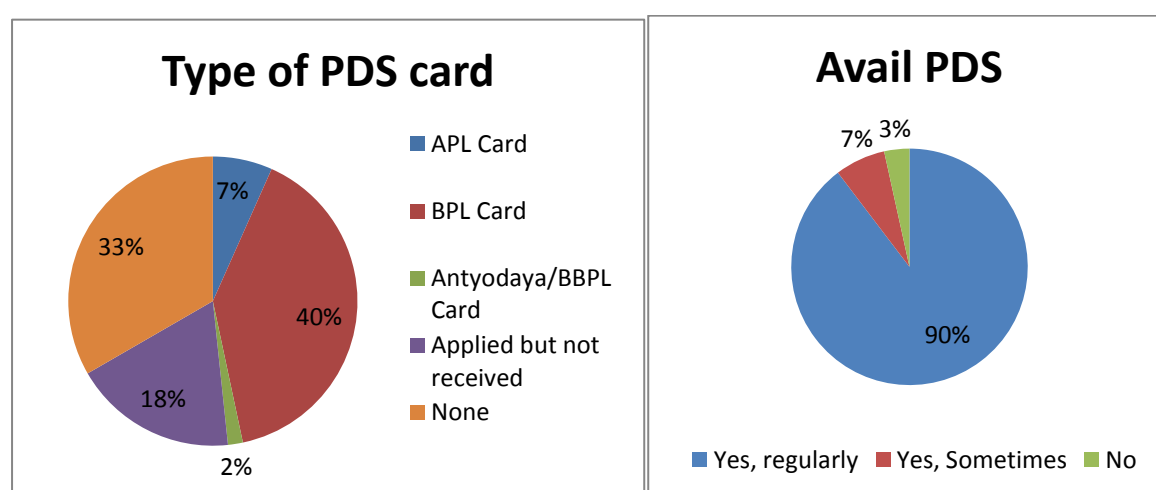 Type of PDS card
7%
40%
2%
18%
33%
APL Card
BPL Card
Antyodaya/BBPL
Card
Applied but not
received
None
Avail PDS
7%
3%
90%
Yes, regularly Yes, Sometimes No